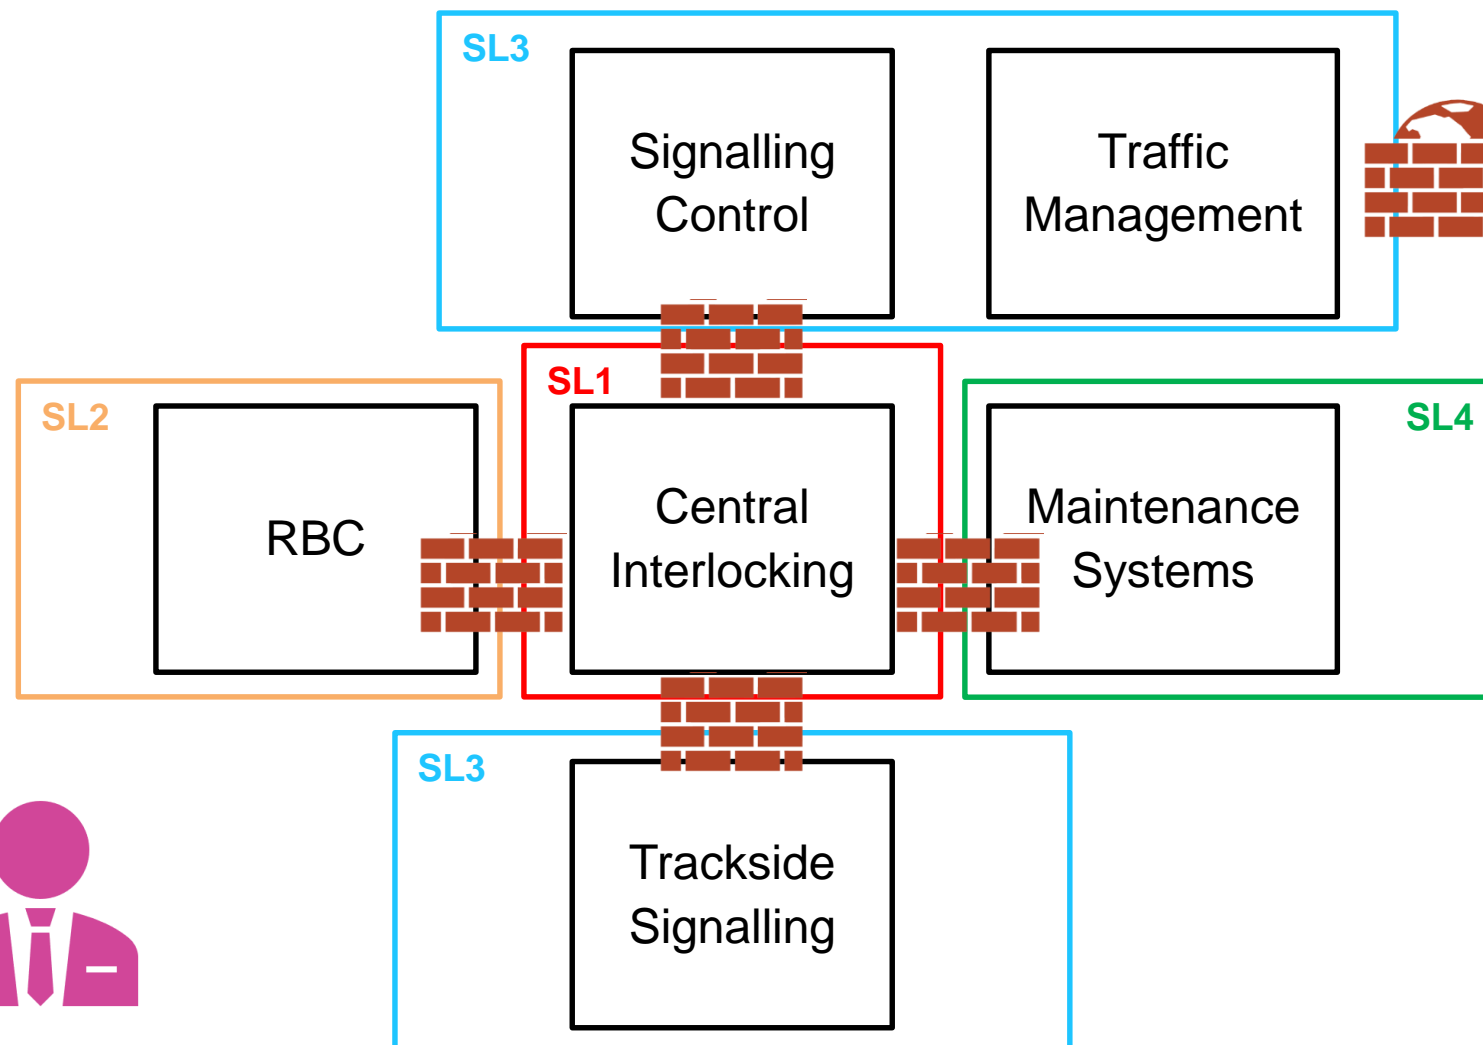 SL3
Signalling
Control
Traffic
Management
SL1
SL2
SL4
RBC
Central
Interlocking
Maintenance
Systems
SL3
Trackside
Signalling